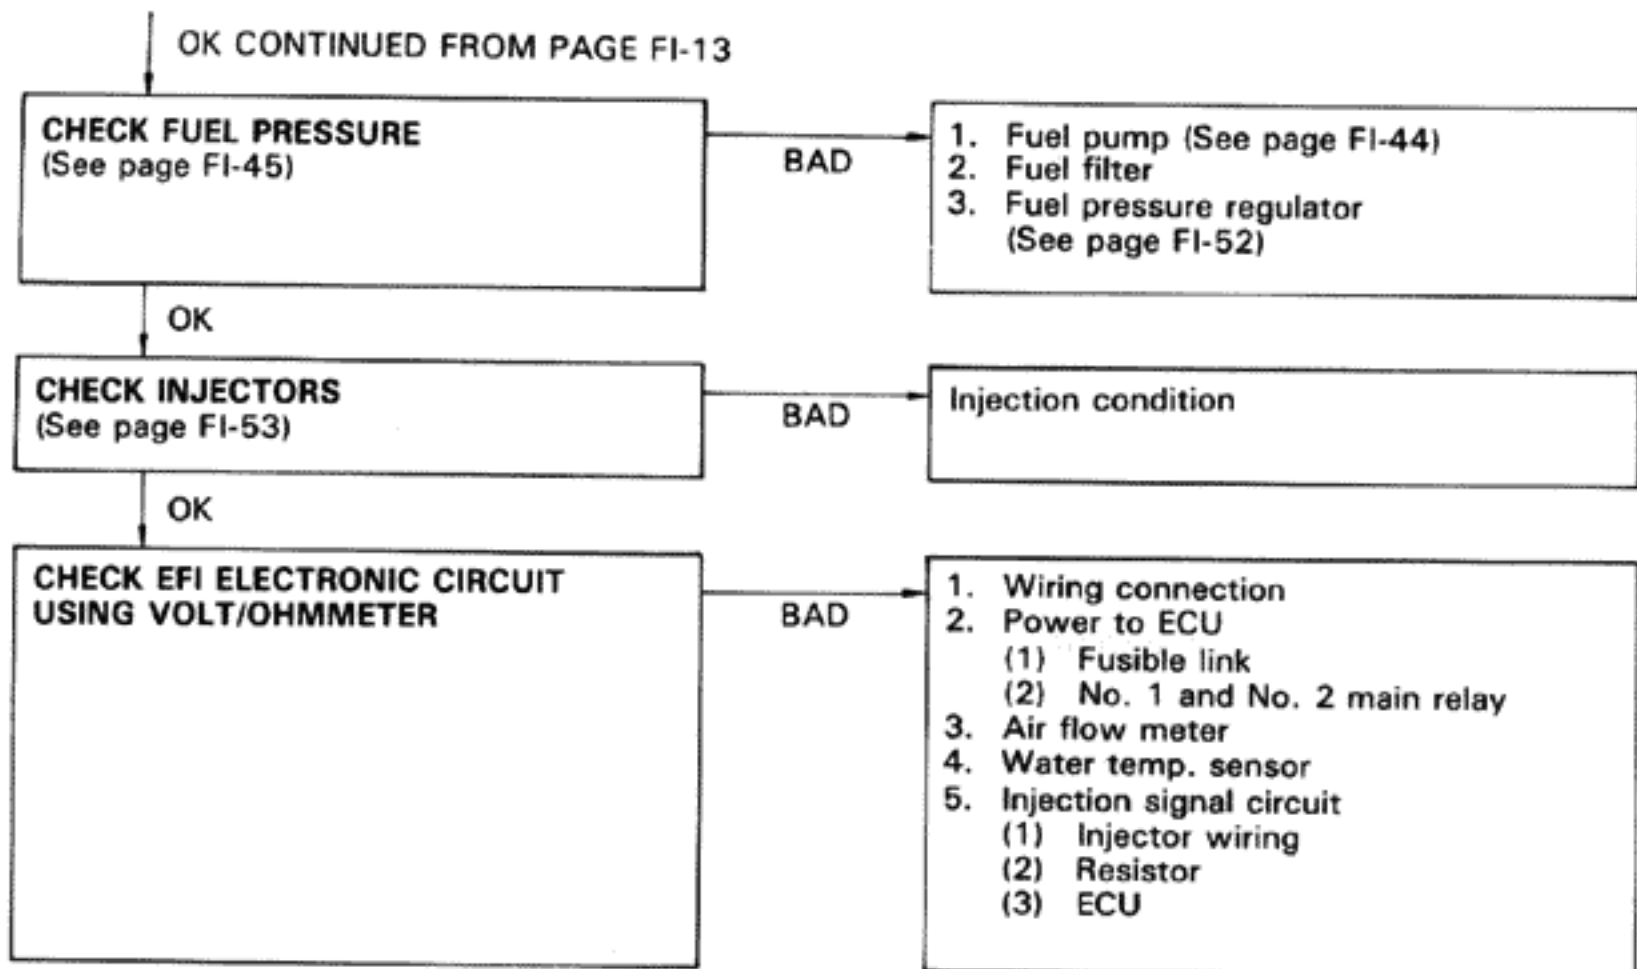 OK CONTINUED FROM PAGE FI-13
CHECK FUEL PRESSURE
(See page FI-45)
BAD
1. Fuel pump (See page FI-44)
2. Fuel filter
3. Fuel pressure regulator
(See page FI-52)
OK
CHECK INJECTORS
(See page FI-53)
BAD
Injection condition
OK
CHECK EFI ELECTRONIC CIRCUIT
USING VOLT/OHMMETER
BAD
1. Wiring connection
2. Power to ECU
(1) Fusible link
(2) No. 1 and No. 2 main relay
3. Air flow meter
4. Water temp. sensor
5. Injection signal circuit
(1) Injector wiring
(2) Resistor
(3) ECU